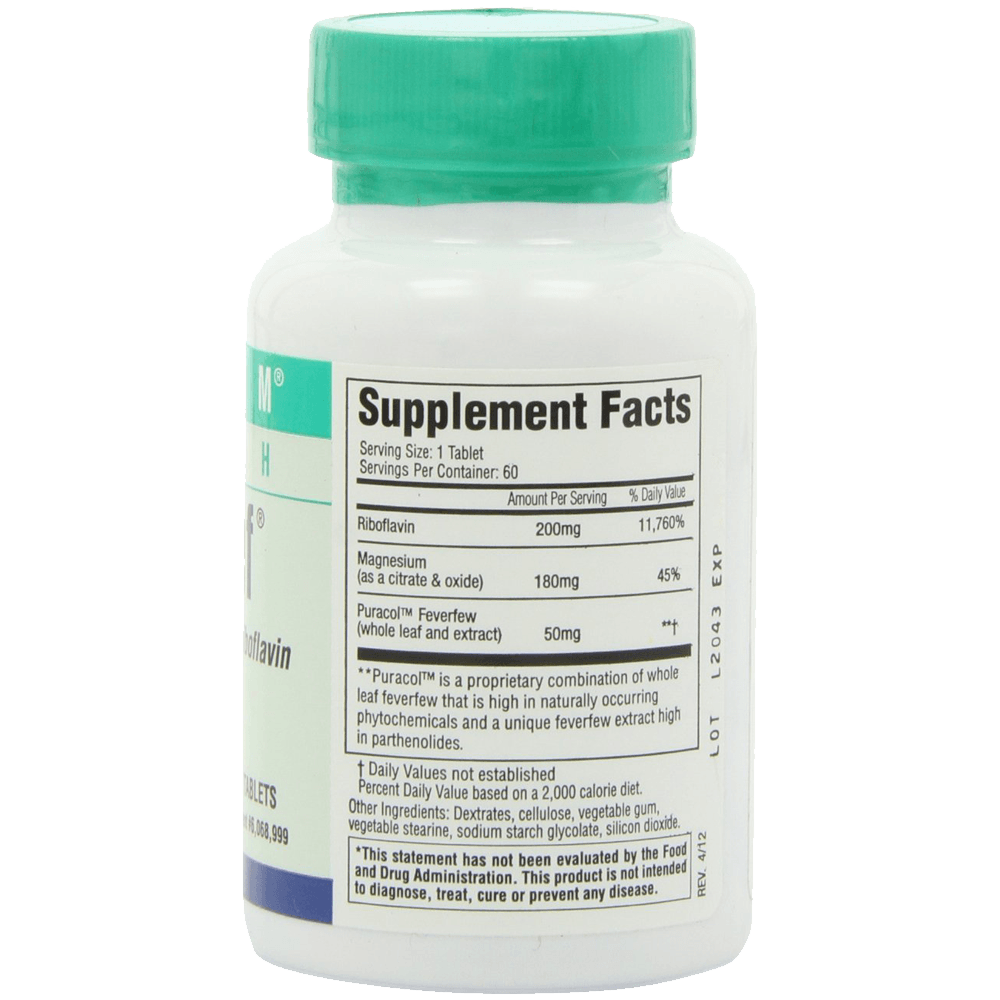 M®
H
f®
boflavin
TABLETS
#6,068,999
Supplement Facts
Serving Size: 1 Tablet
Servings Per Container: 60
Amount Per Serving % Daily Value
Riboflavin 200mg 11,760%
Magnesium
(as a citrate & oxide) 180mg 45%
Puracol™ Feverfew
(whole leaf and extract) 50mg **†
**Puracol™ is a proprietary combination of whole
leaf feverfew that is high in naturally occurring
phytochemicals and a unique feverfew extract high
in parthenolides.
† Daily Values not established
Percent Daily Value based on a 2,000 calorie diet.
Other Ingredients: Dextrates, cellulose, vegetable gum,
vegetable stearine, sodium starch glycolate, silicon dioxide.
*This statement has not been evaluated by the Food
and Drug Administration. This product is not intended
to diagnose, treat, cure or prevent any disease.
LOT L2043 EXP
REV. 4/12